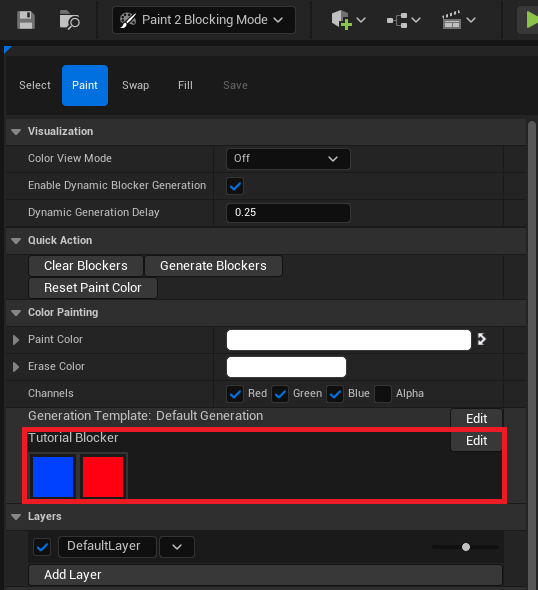 Paint 2 Blocking Mode
Select Paint Swap Fill Save
Visualization
Color View Mode Off
Enable Dynamic Blocker Generation
Dynamic Generation Delay 0.25
Quick Action
Clear Blockers Generate Blockers
Reset Paint Color
Color Painting
Paint Color
Erase Color
Channels Red Green Blue Alpha
Generation Template: Default Generation Edit
Tutorial Blocker Edit
Layers
DefaultLayer
Add Layer